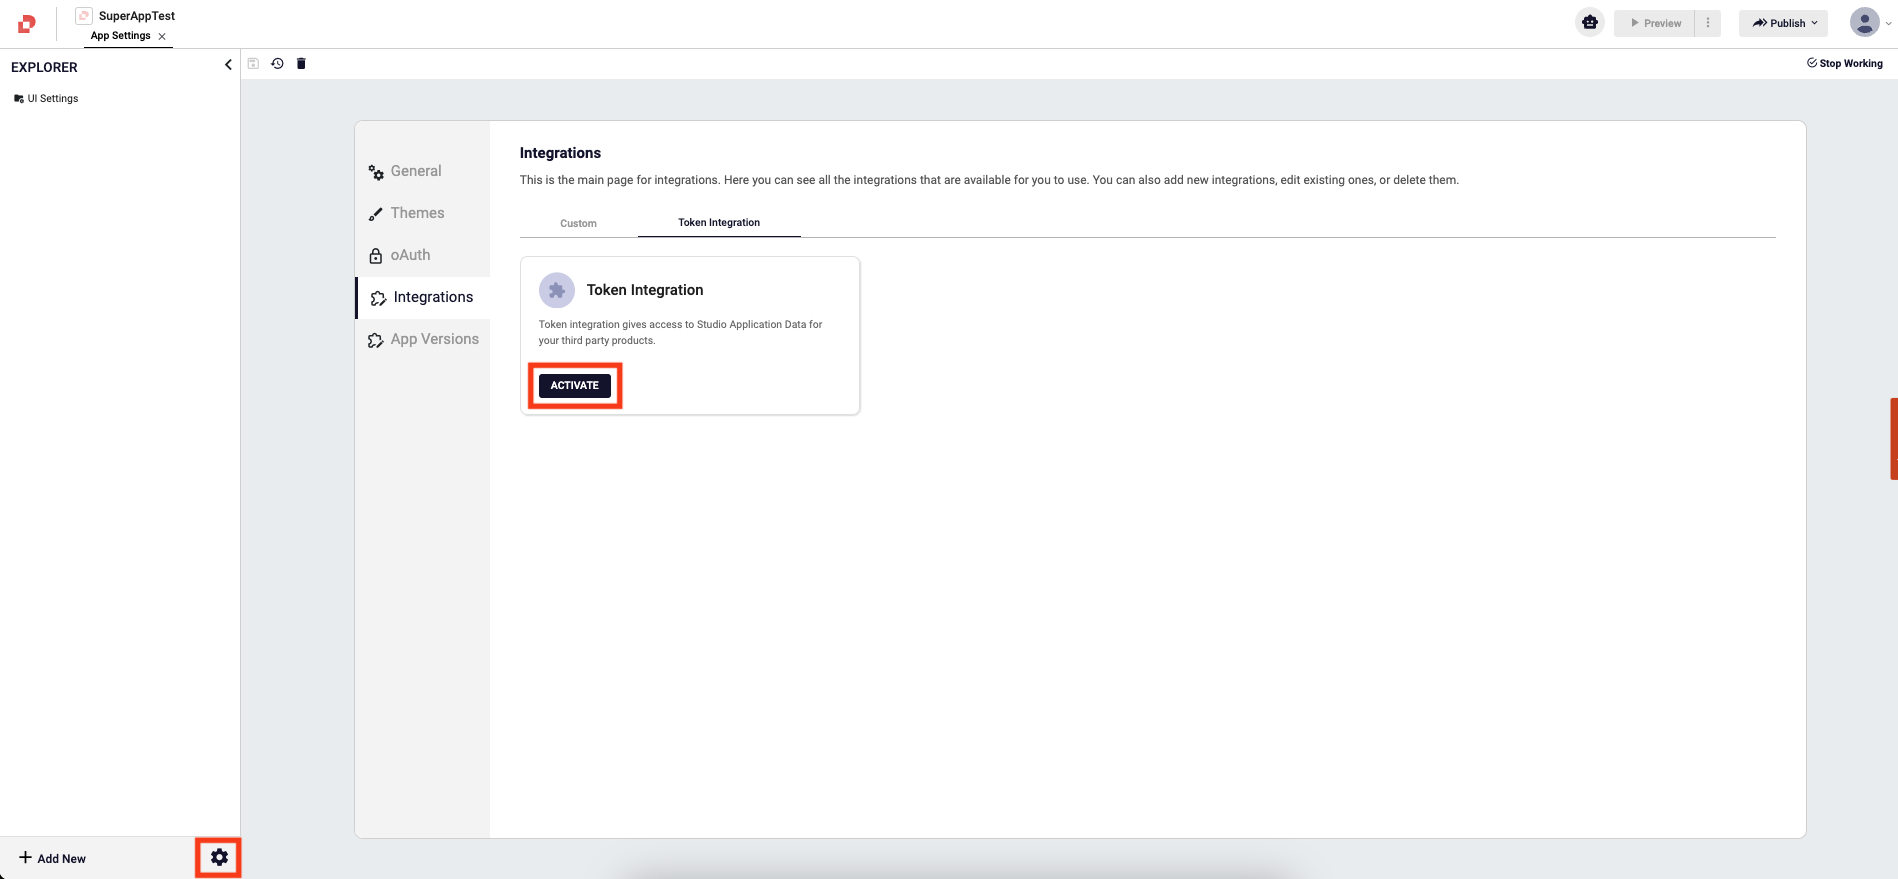 SuperAppTest
App Settings
Preview
Publish
EXPLORER
Stop Working
UI Settings
General
Themes
oAuth
Integrations
App Versions
Integrations
This is the main page for integrations. Here you can see all the integrations that are available for you to use. You can also add new integrations, edit existing ones, or delete them.
Custom
Token Integration
Token Integration
Token integration gives access to Studio Application Data for
your third party products.
ACTIVATE
Add New